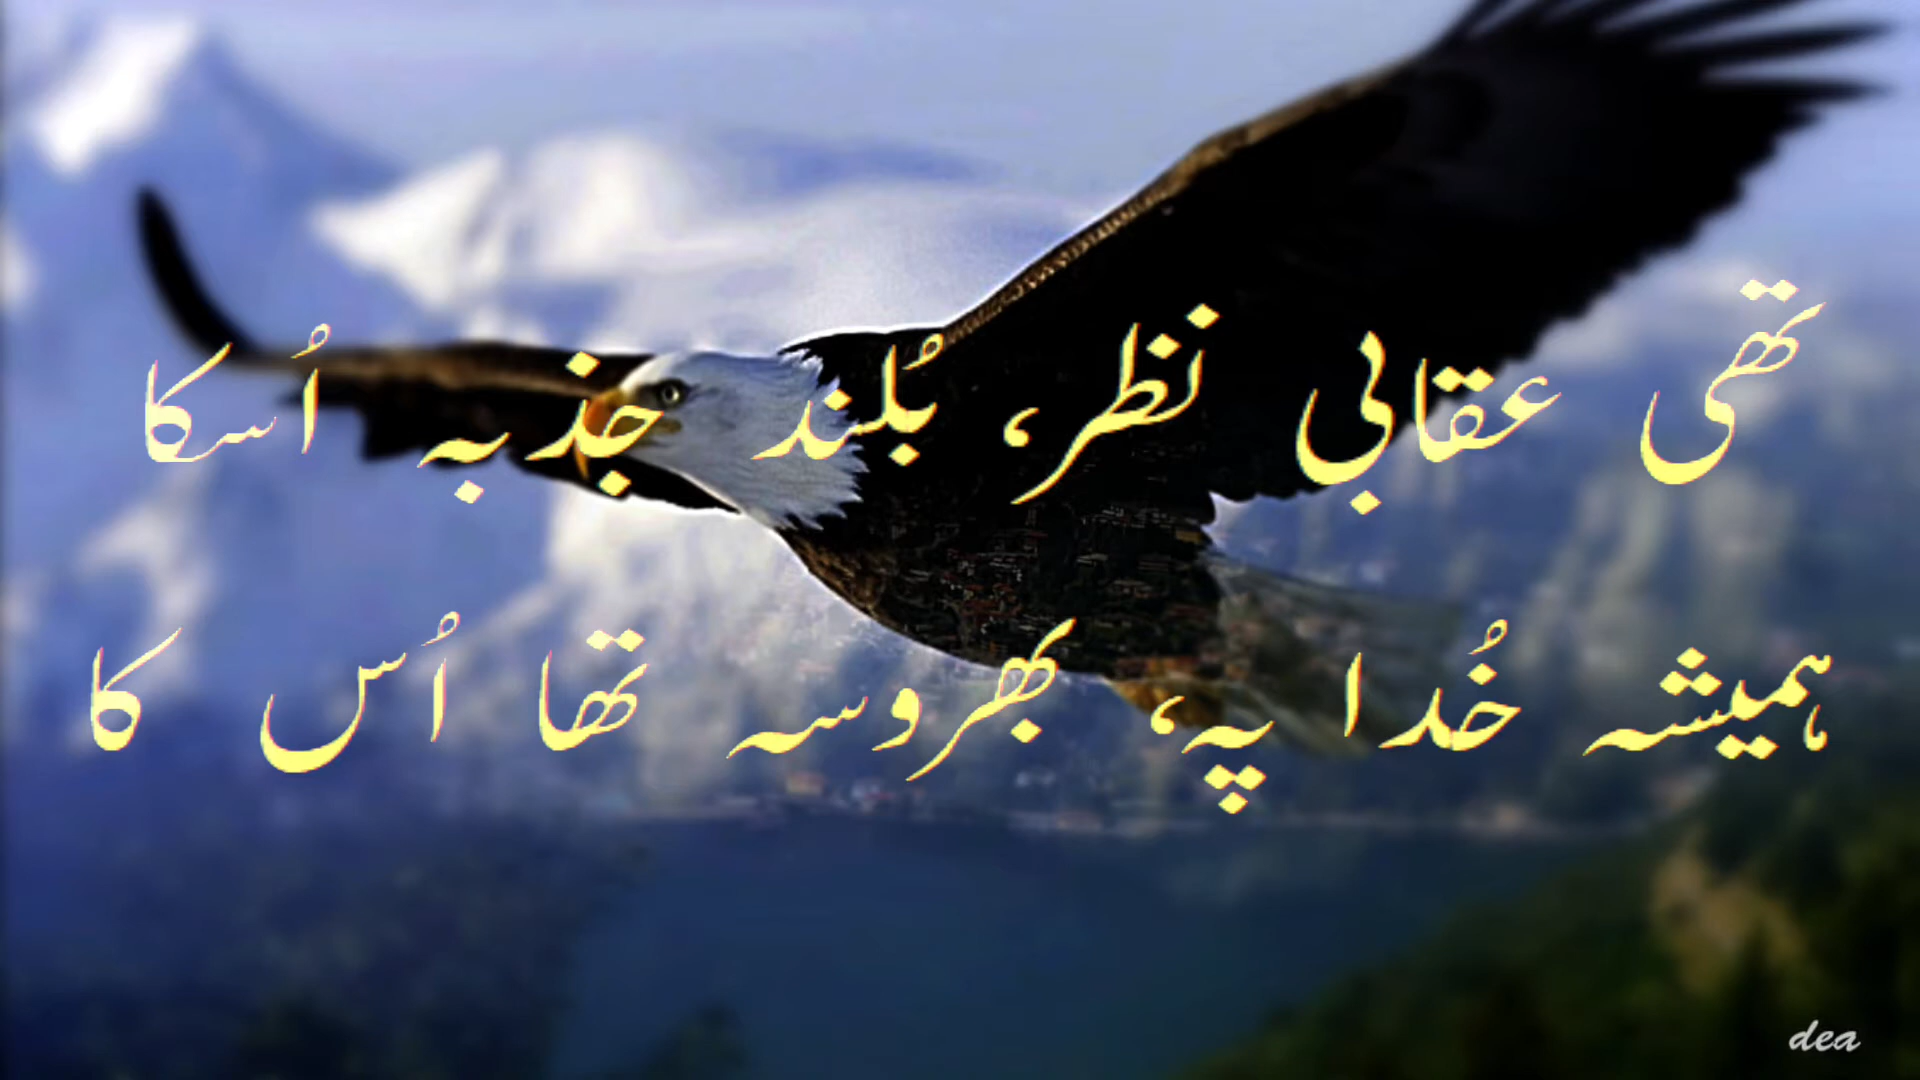 تھی عقابی نظر، بُلند جذبہ اُسکا
ہمیشہ خُدا پہ، بھروسہ تھا اُس کا
dea